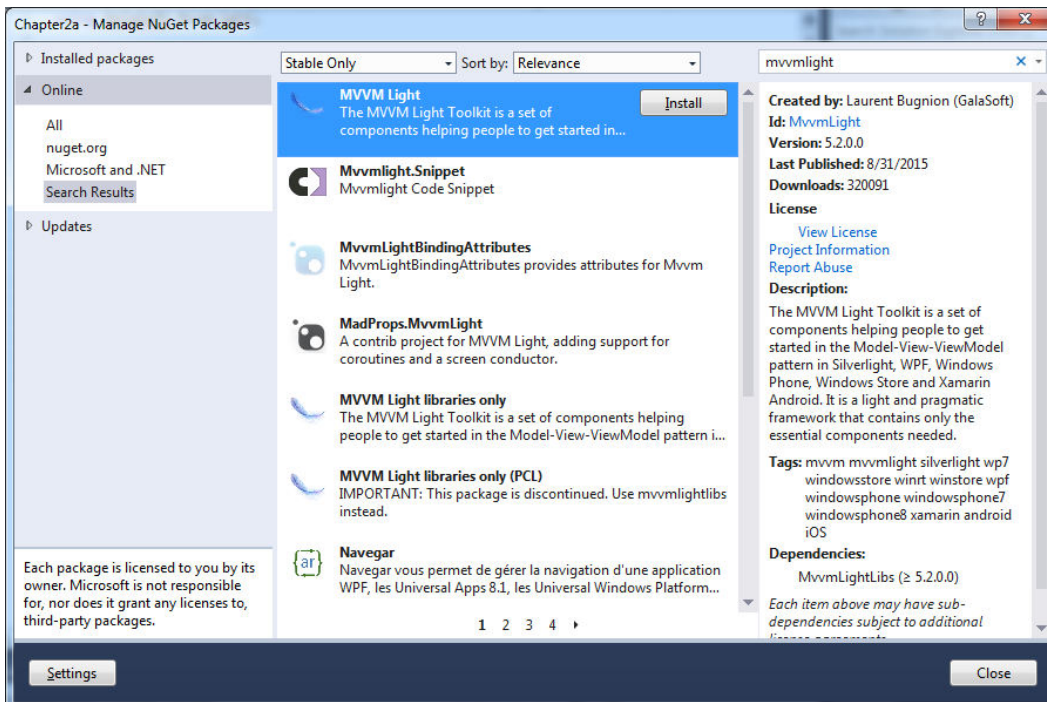 Chapter2a - Manage NuGet Packages
Installed packages
Online
All
nuget.org
Microsoft and .NET
Search Results
Updates
Each package is licensed to you by its
owner. Microsoft is not responsible
for, nor does it grant any licenses to,
third-party packages.
Stable Only
Sort by: Relevance
MVVM Light
Install
The MVVM Light Toolkit is a set of
components helping people to get started in...
Mvvmlight.Snippet
Mvvmlight Code Snippet
MvvmLightBindingAttributes
MvvmLightBindingAttributes provides attributes for Mvvm
Light.
MadProps.MvvmLight
A contrib project for MVVM Light, adding support for
coroutines and a screen conductor.
MVVM Light libraries only
The MVVM Light Toolkit is a set of components helping
people to get started in the Model-View-ViewModel pattern i...
MVVM Light libraries only (PCL)
IMPORTANT: This package is discontinued. Use mvvmlightlibs
instead.
{ar}
Navegar
Navegar vous permet de gérer la navigation d'une application
WPF, les Universal Apps 8.1, les Universal Windows Platform...
1 2 3 4
mvvmlight
Created by: Laurent Bugnion (GalaSoft)
Id: MvvmLight
Version: 5.2.0.0
Last Published: 8/31/2015
Downloads: 320091
License
View License
Project Information
Report Abuse
Description:
The MVVM Light Toolkit is a set of
components helping people to get
started in the Model-View-ViewModel
pattern in Silverlight, WPF, Windows
Phone, Windows Store and Xamarin
Android. It is a light and pragmatic
framework that contains only the
essential components needed.
Tags: mvvm mvvmlight silverlight wp7
windowsstore winrt winstore wpf
windowsphone windowsphone7
windowsphone8 xamarin android
iOS
Dependencies:
MvvmLightLibs (≥ 5.2.0.0)
Each item above may have sub-
dependencies subject to additional
Settings
Close